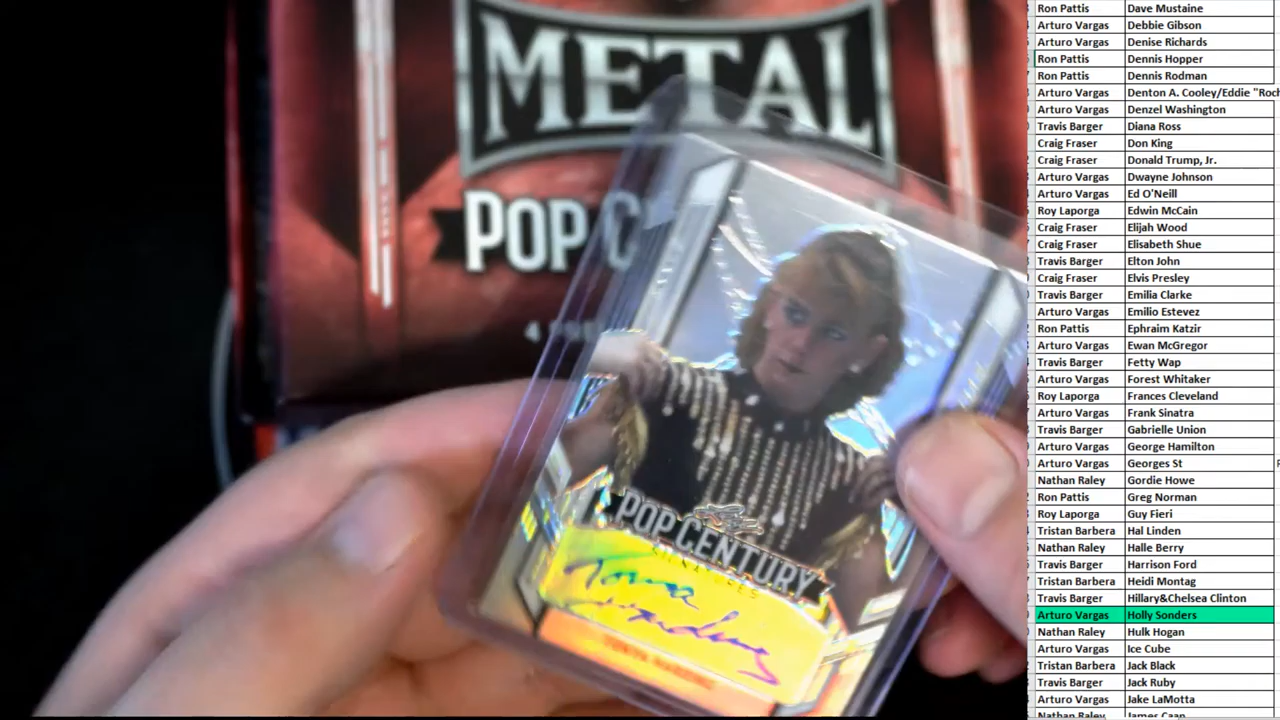 METAL
POP C
4
POP CENTURY
SIGNATURES
Tonya
Ron Pattis Dave Mustaine
Arturo Vargas Debbie Gibson
Arturo Vargas Denise Richards
Ron Pattis Dennis Hopper
Ron Pattis Dennis Rodman
Arturo Vargas Denton A. Cooley/Eddie "Roch
Arturo Vargas Denzel Washington
Travis Barger Diana Ross
Craig Fraser Don King
Craig Fraser Donald Trump, Jr.
Arturo Vargas Dwayne Johnson
Arturo Vargas Ed O'Neill
Roy Laporga Edwin McCain
Craig Fraser Elijah Wood
Craig Fraser Elisabeth Shue
Travis Barger Elton John
Craig Fraser Elvis Presley
Travis Barger Emilia Clarke
Arturo Vargas Emilio Estevez
Ron Pattis Ephraim Katzir
Arturo Vargas Ewan McGregor
Travis Barger Fetty Wap
Arturo Vargas Forest Whitaker
Roy Laporga Frances Cleveland
Arturo Vargas Frank Sinatra
Travis Barger Gabrielle Union
Arturo Vargas George Hamilton
Arturo Vargas Georges St
Nathan Raley Gordie Howe
Ron Pattis Greg Norman
Roy Laporga Guy Fieri
Tristan Barbera Hal Linden
Nathan Raley Halle Berry
Travis Barger Harrison Ford
Tristan Barbera Heidi Montag
Travis Barger Hillary&Chelsea Clinton
Arturo Vargas Holly Sonders
Nathan Raley Hulk Hogan
Arturo Vargas Ice Cube
Tristan Barbera Jack Black
Travis Barger Jack Ruby
Arturo Vargas Jake LaMotta
Nathan Raley James Caan